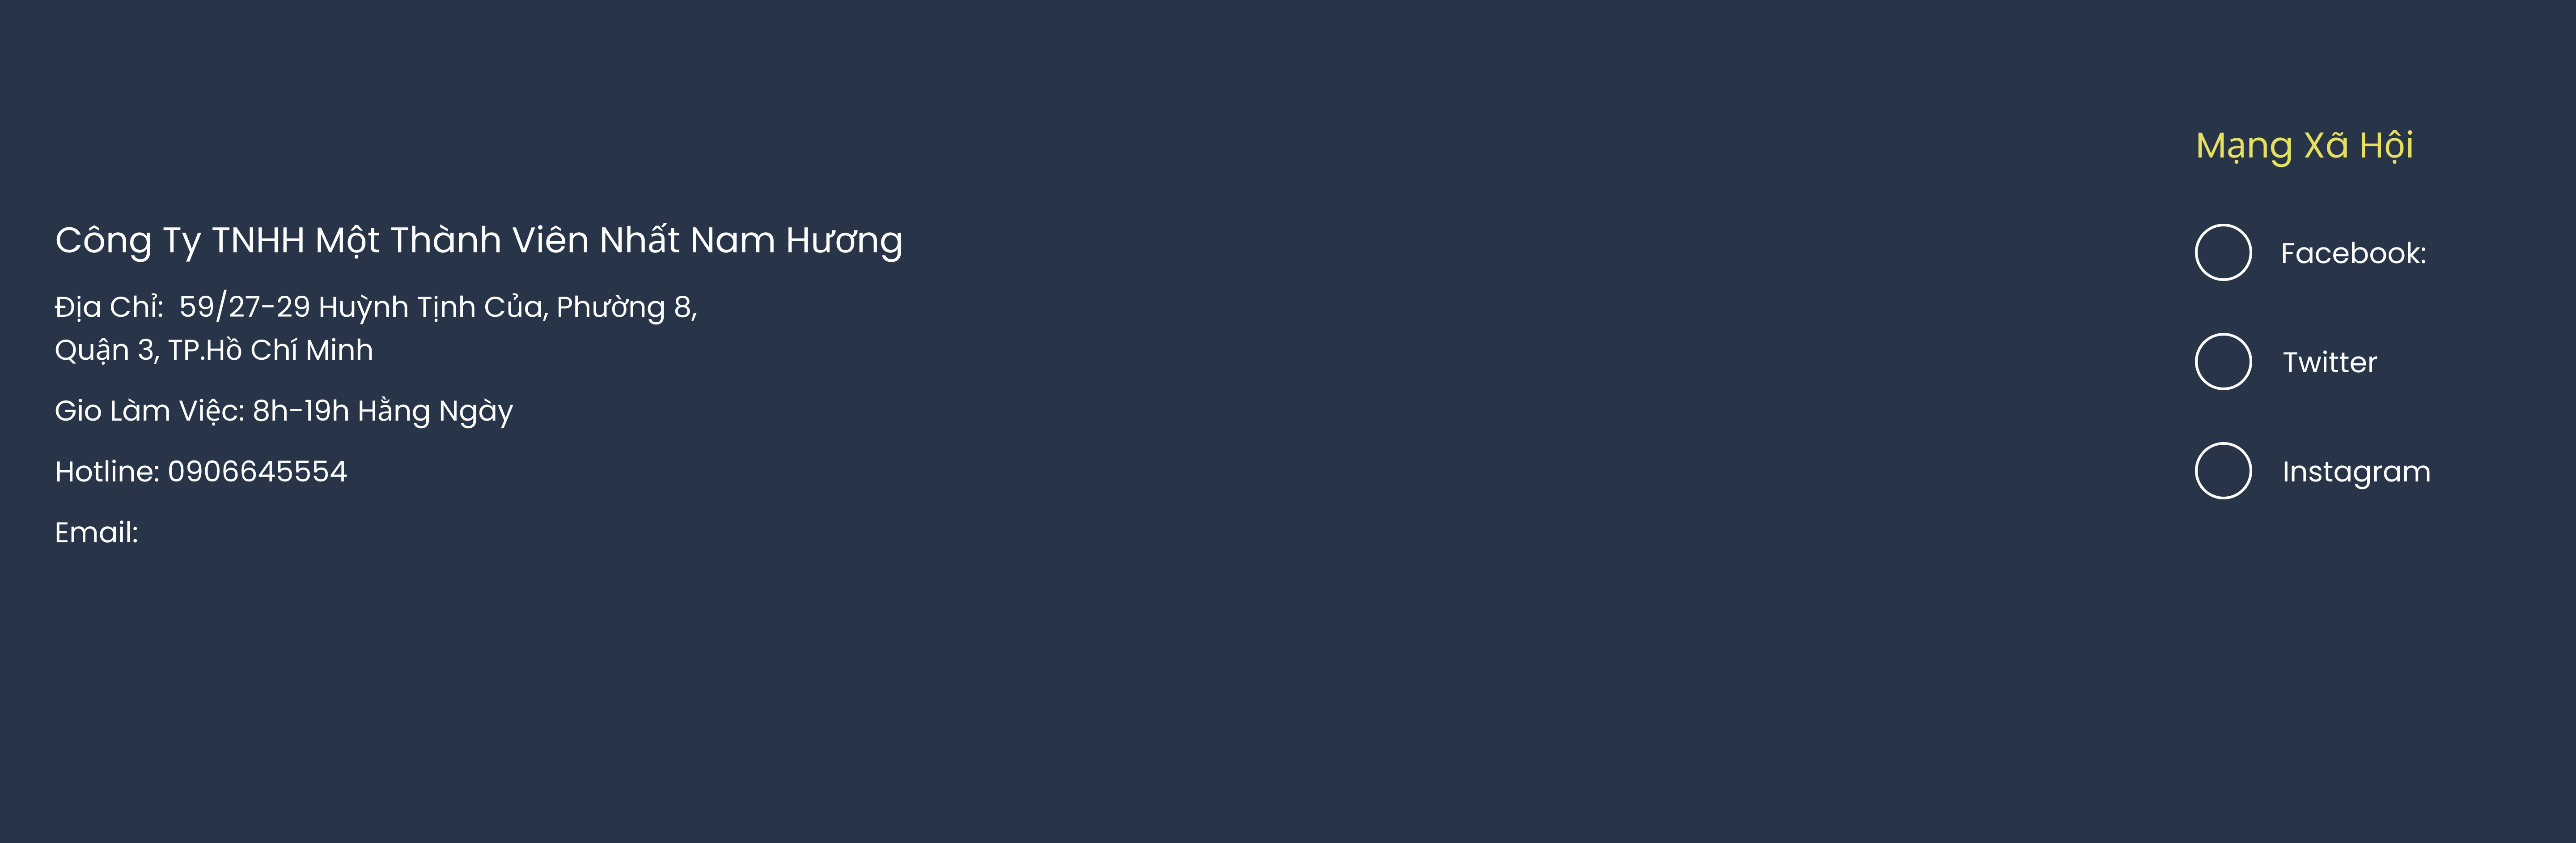 Công Ty TNHH Một Thành Viên Nhất Nam Hương
Địa Chỉ:  59/27-29 Huỳnh Tịnh Của, Phường 8,
Quận 3, TP.Hồ Chí Minh
Gio Làm Việc: 8h-19h Hằng Ngày
Hotline: 0906645554
Email:
Mạng Xã Hội
Facebook:
Twitter
Instagram